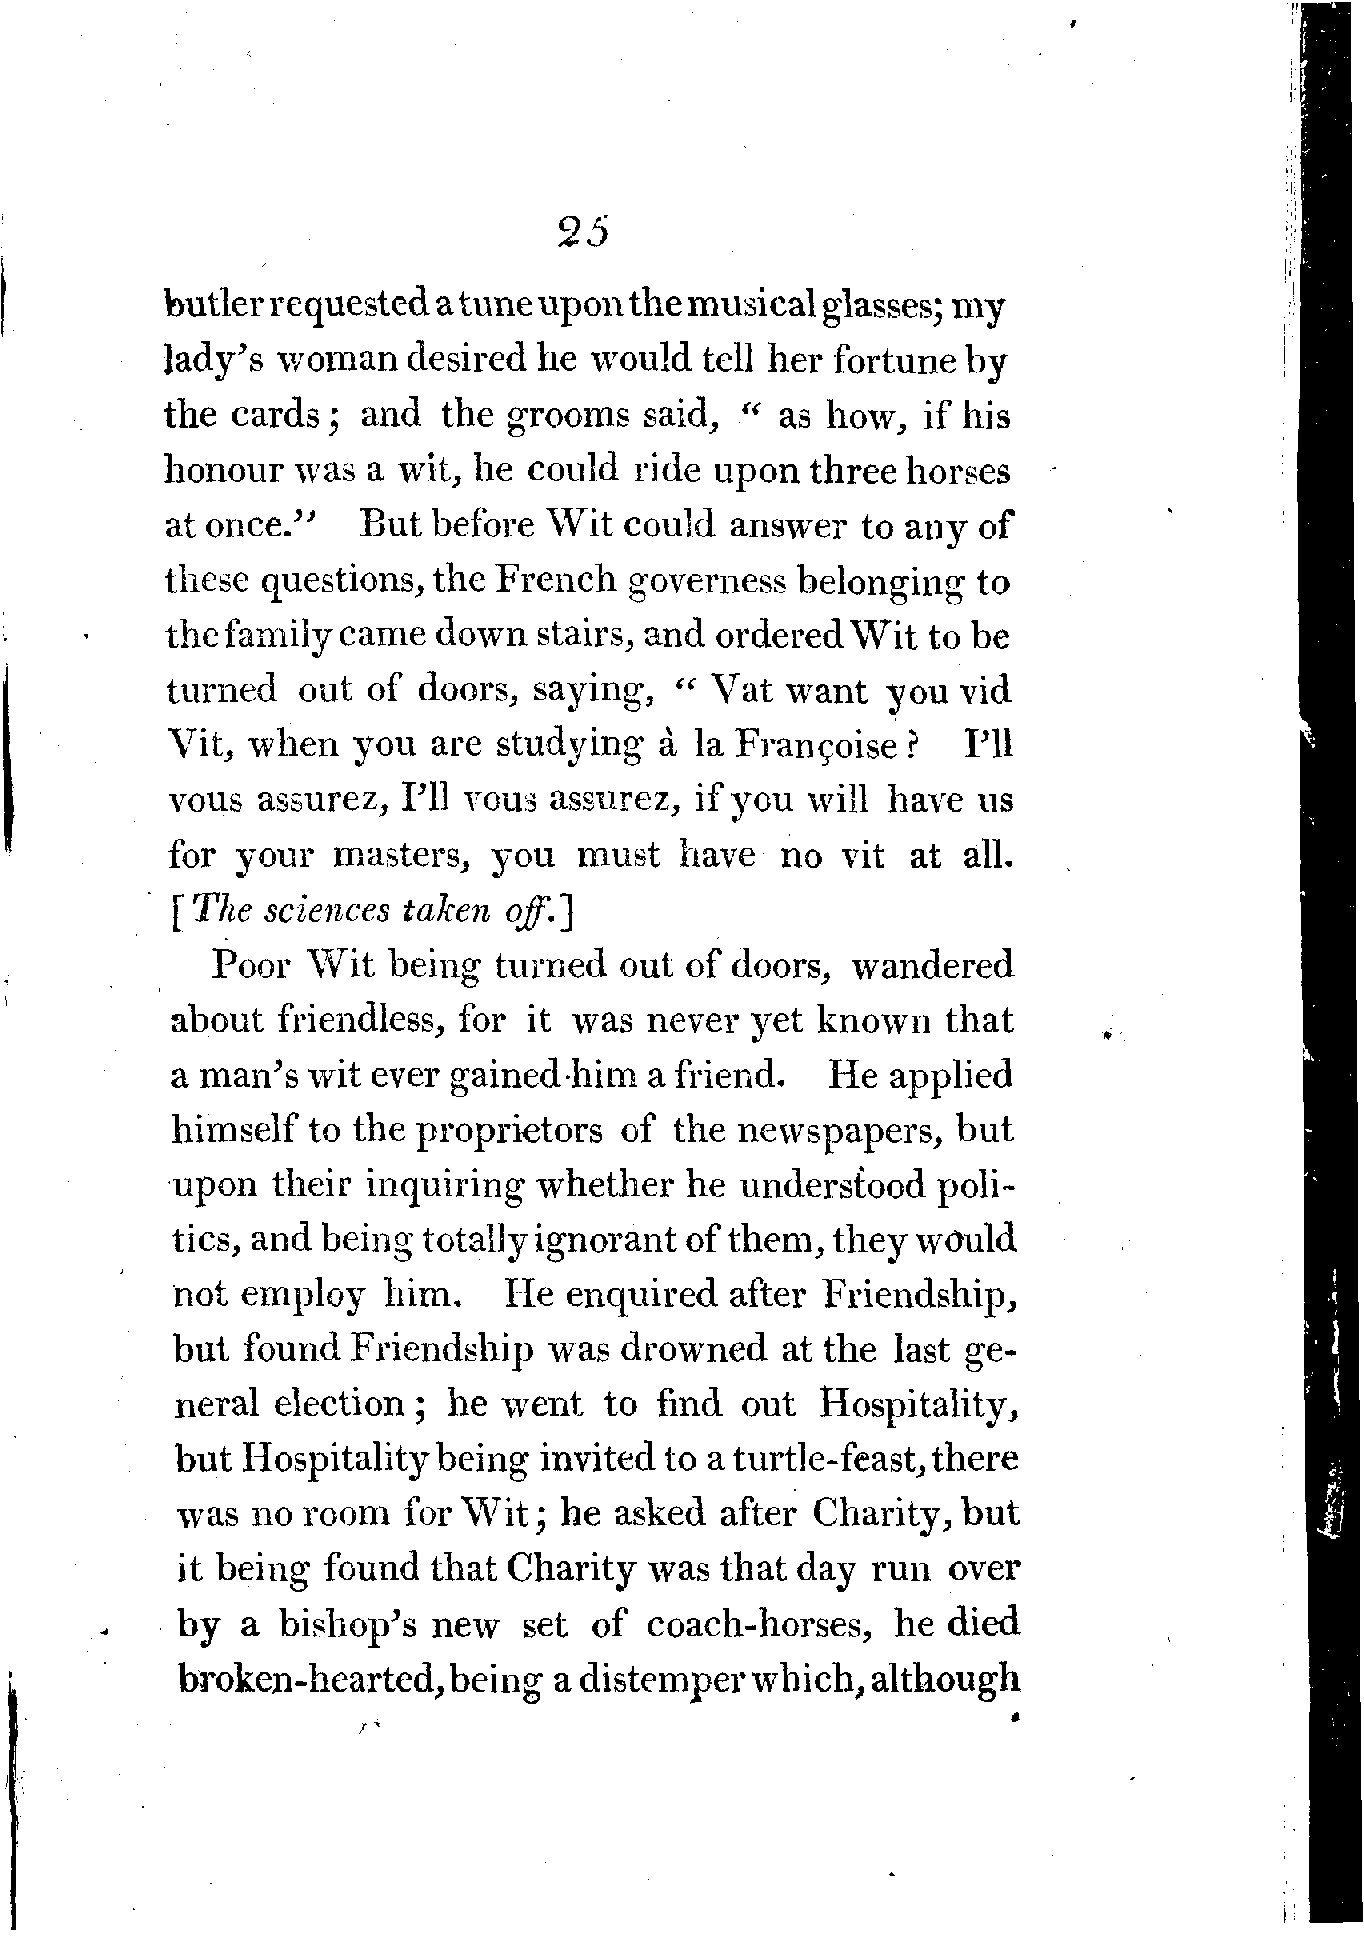 25
butler requested a tune upon the musical glasses; my
lady's woman desired he would tell her fortune by
the cards; and the grooms said, " as how, if his
honour was a wit, he could ride upon three horses
at once." But before Wit could answer to any of
these questions, the French governess belonging to
the family came down stairs, and ordered Wit to be
turned out of doors, saying, " Vat want you vid
Vit, when you are studying à la Françoise? I'll
vous assurez, I'll vous assurez, if you will have us
for your masters, you must have no vit at all.
[The sciences taken off.]
Poor Wit being turned out of doors, wandered
about friendless, for it was never yet known that
a man's wit ever gained him a friend. He applied
himself to the proprietors of the newspapers, but
upon their inquiring whether he understood poli-
tics, and being totally ignorant of them, they would
not employ him. He enquired after Friendship,
but found Friendship was drowned at the last ge-
neral election; he went to find out Hospitality,
but Hospitality being invited to a turtle-feast, there
was no room for Wit; he asked after Charity, but
it being found that Charity was that day run over
by a bishop's new set of coach-horses, he died
broken-hearted, being a distemper which, although